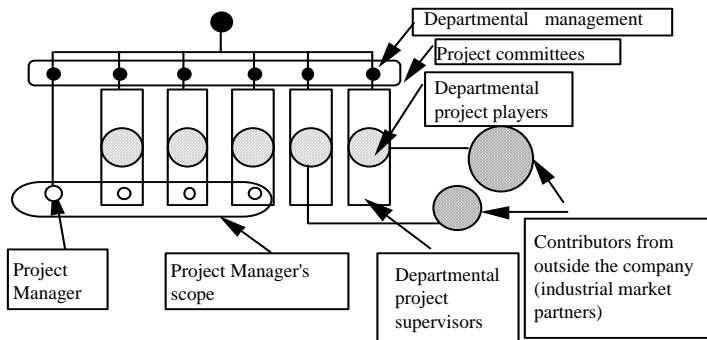 Departmental management
Project committees
Departmental
project players
Project
Manager
Project Manager's
scope
Departmental
project
supervisors
Contributors from
outside the company
(industrial market
partners)